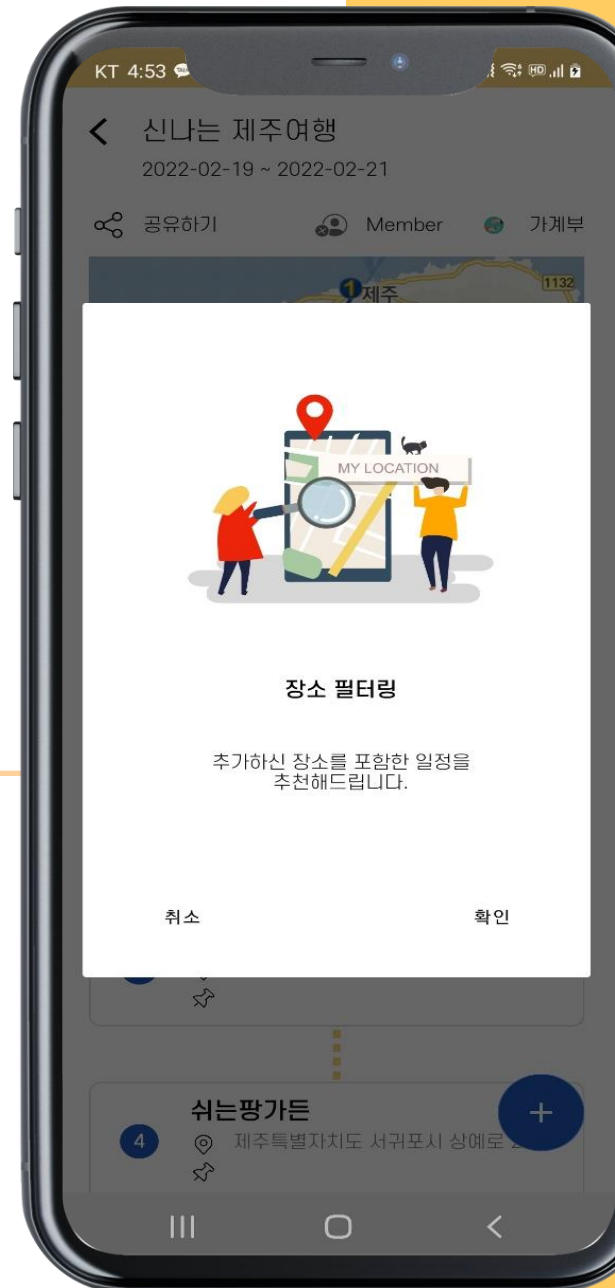 KT 4:53
HD
신나는 제주여행
2022-02-19 ~ 2022-02-21
공유하기 Member 가계부
1 제주 1132
MY LOCATION
장소 필터링
추가하신 장소를 포함한 일정을
추천해드립니다.
취소 확인
쉬는팡가든
4 제주특별자치도 서귀포시 상예로
+